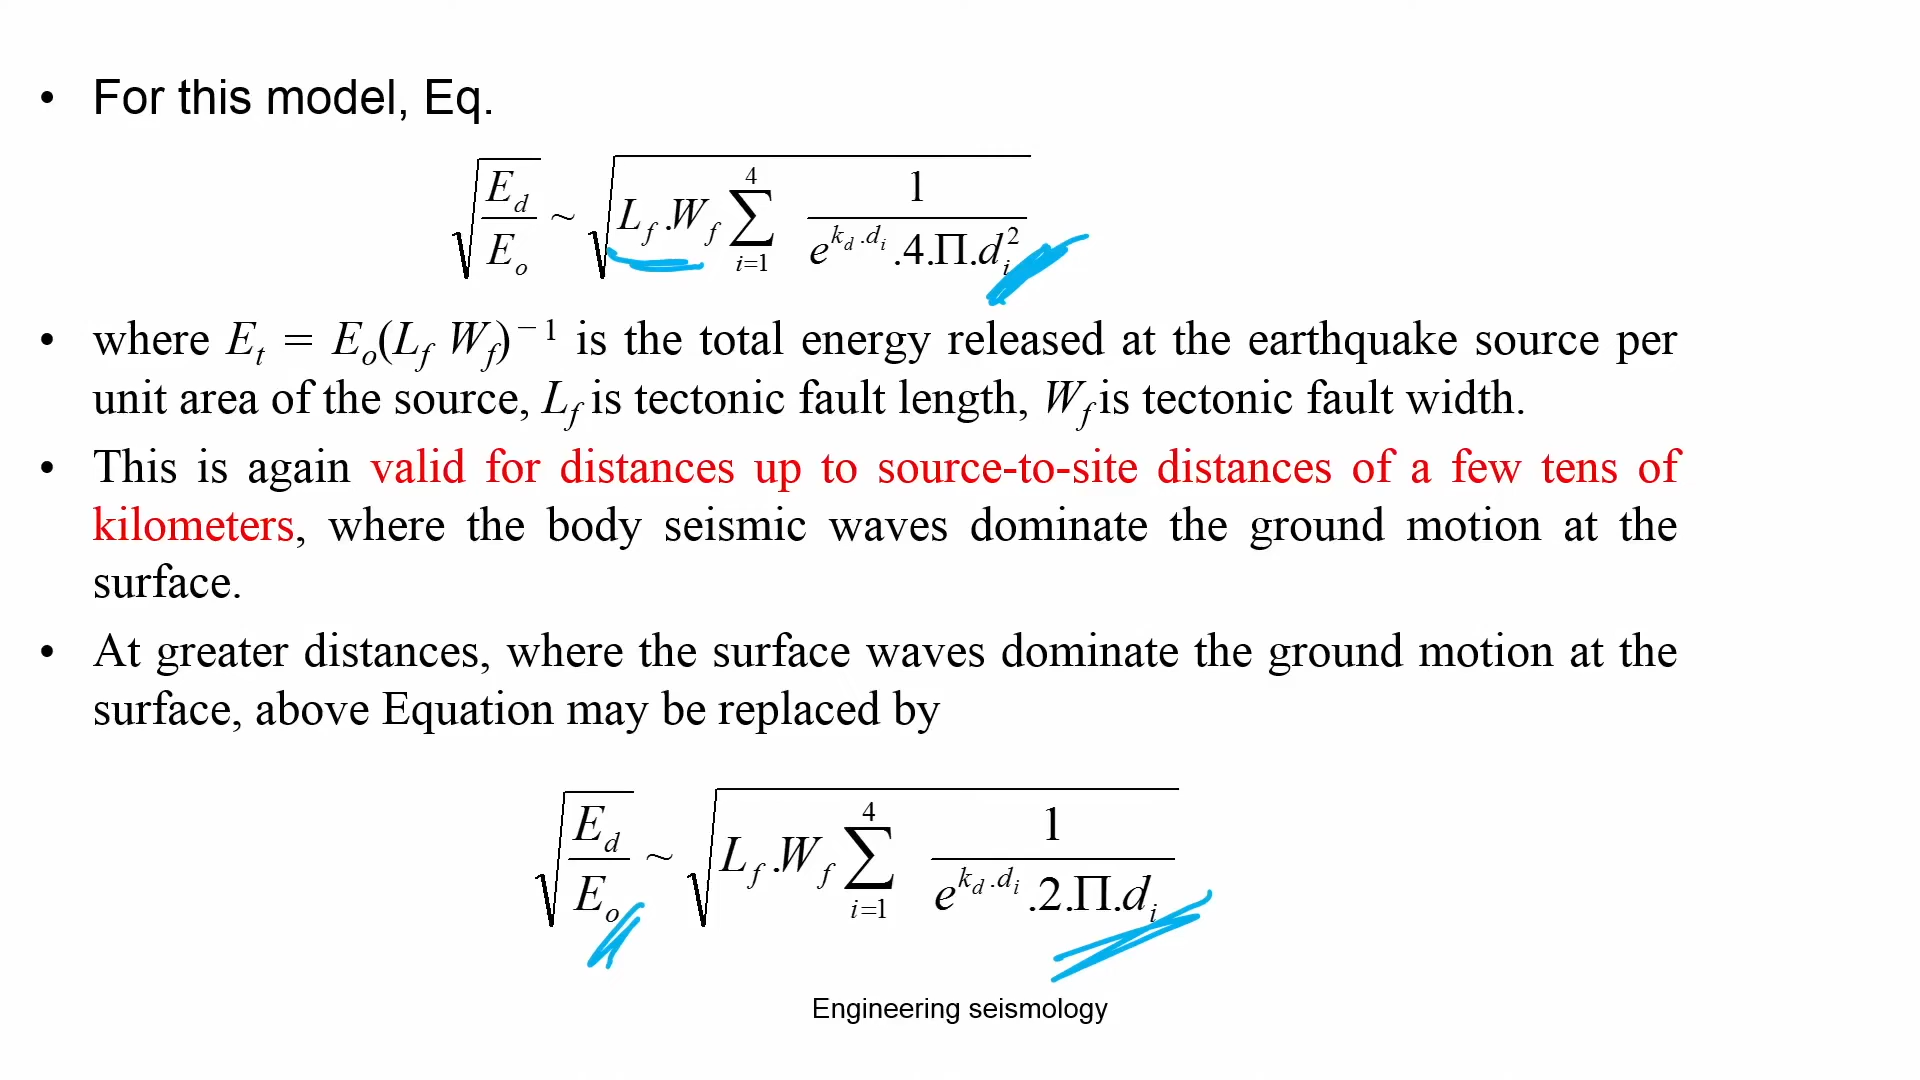 • For this model, Eq.
√(E_d / E_o) ~ √(L_f .W_f ∑_{i=1}^{4} 1 / (e^{k_d .d_i} .4.Π.d_i^2))
• where E_t = E_o(L_f W_f)^{−1} is the total energy released at the earthquake source per
unit area of the source, L_f is tectonic fault length, W_f is tectonic fault width.
• This is again valid for distances up to source-to-site distances of a few tens of
kilometers, where the body seismic waves dominate the ground motion at the
surface.
• At greater distances, where the surface waves dominate the ground motion at the
surface, above Equation may be replaced by
√(E_d / E_o) ~ √(L_f .W_f ∑_{i=1}^{4} 1 / (e^{k_d .d_i} .2.Π.d_i))
Engineering seismology